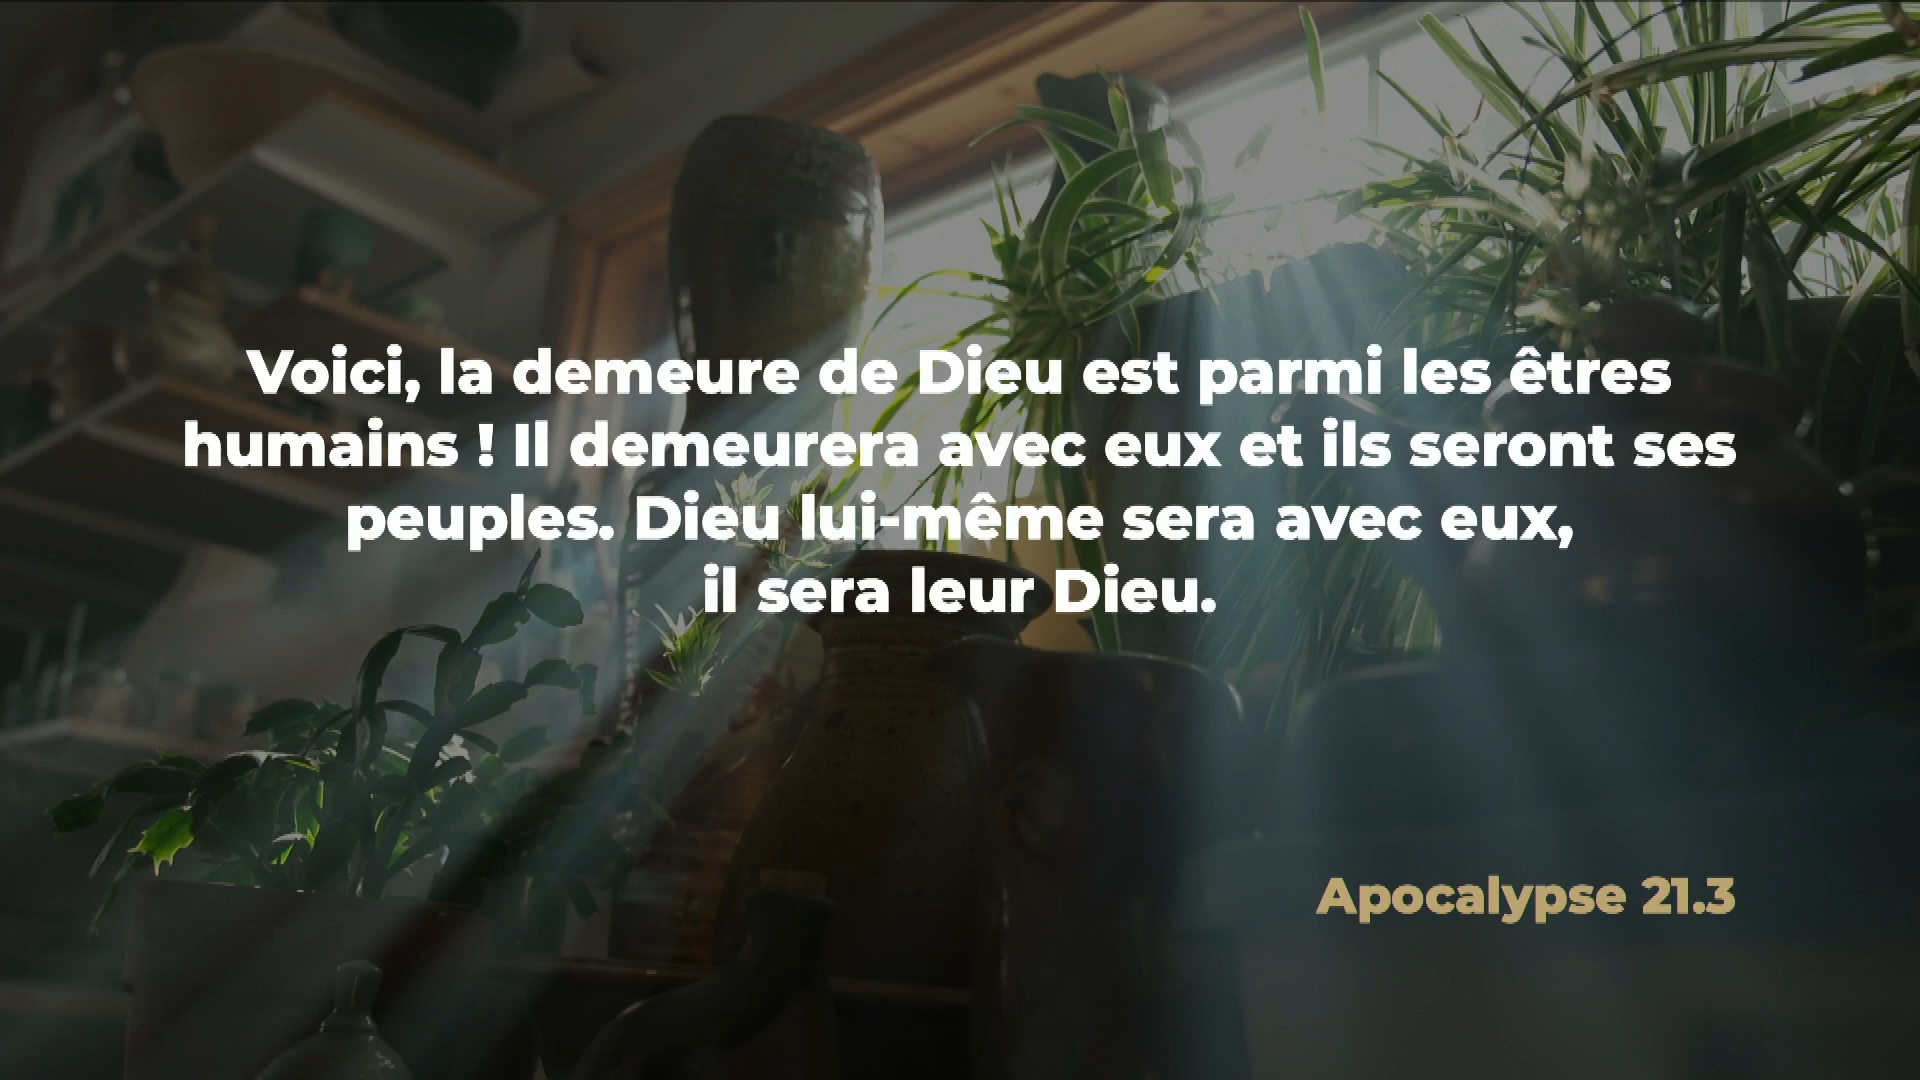 Voici, la demeure de Dieu est parmi les êtres
humains ! Il demeurera avec eux et ils seront ses
peuples. Dieu lui-même sera avec eux,
il sera leur Dieu.
Apocalypse 21.3